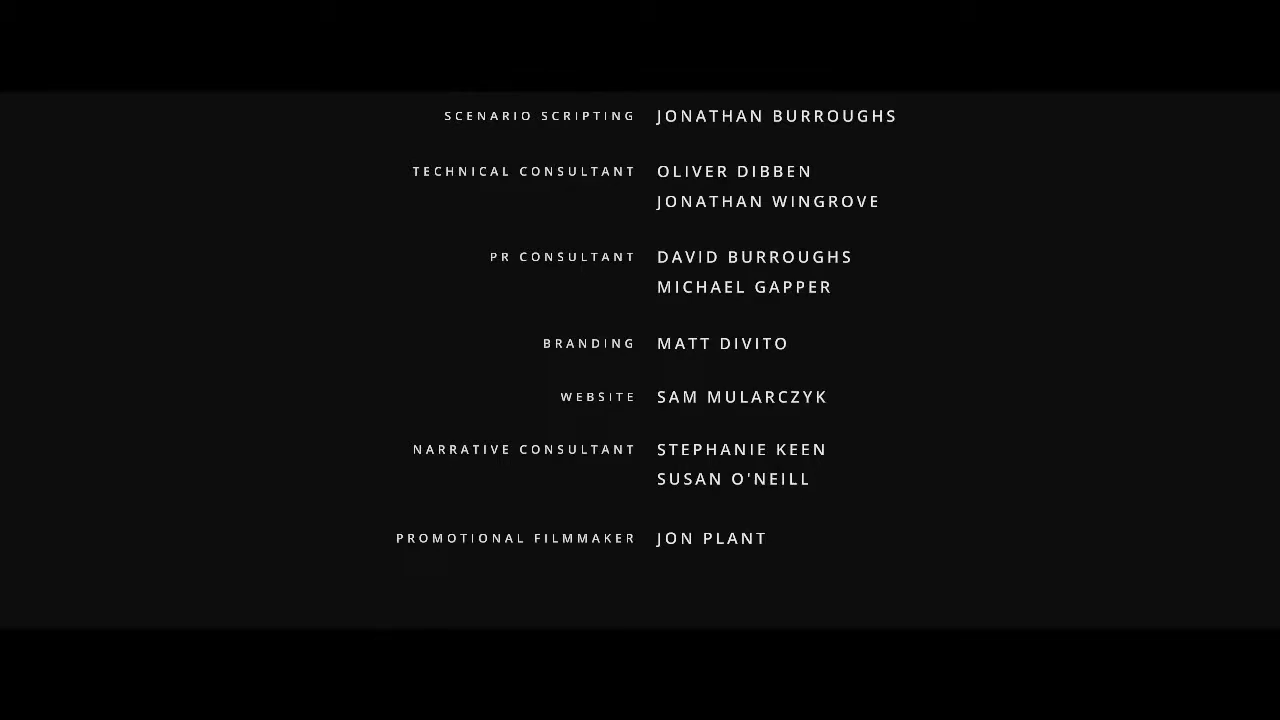 SCENARIO SCRIPTING JONATHAN BURROUGHS
TECHNICAL CONSULTANT OLIVER DIBBEN
JONATHAN WINGROVE
PR CONSULTANT DAVID BURROUGHS
MICHAEL GAPPER
BRANDING MATT DIVITO
WEBSITE SAM MULARCZYK
NARRATIVE CONSULTANT STEPHANIE KEEN
SUSAN O'NEILL
PROMOTIONAL FILMMAKER JON PLANT